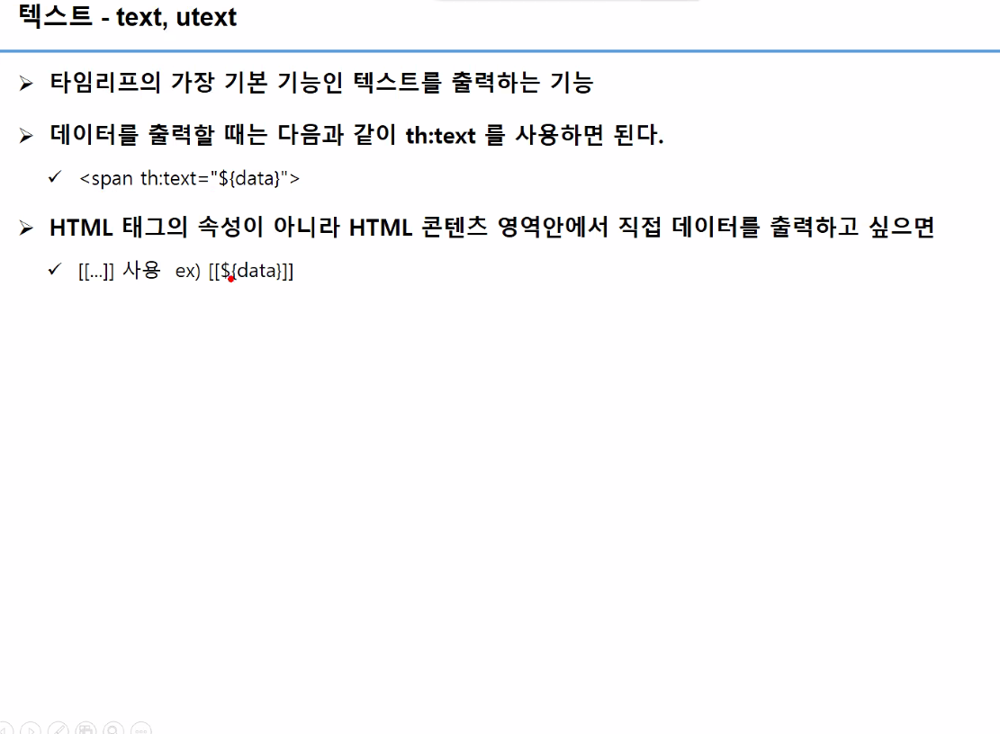 텍스트 - text, utext
타임리프의 가장 기본 기능인 텍스트를 출력하는 기능
데이터를 출력할 때는 다음과 같이 th:text 를 사용하면 된다.
<span th:text="${data}">
HTML 태그의 속성이 아니라 HTML 콘텐츠 영역안에서 직접 데이터를 출력하고 싶으면
[[...]] 사용 ex) [[${data}]]